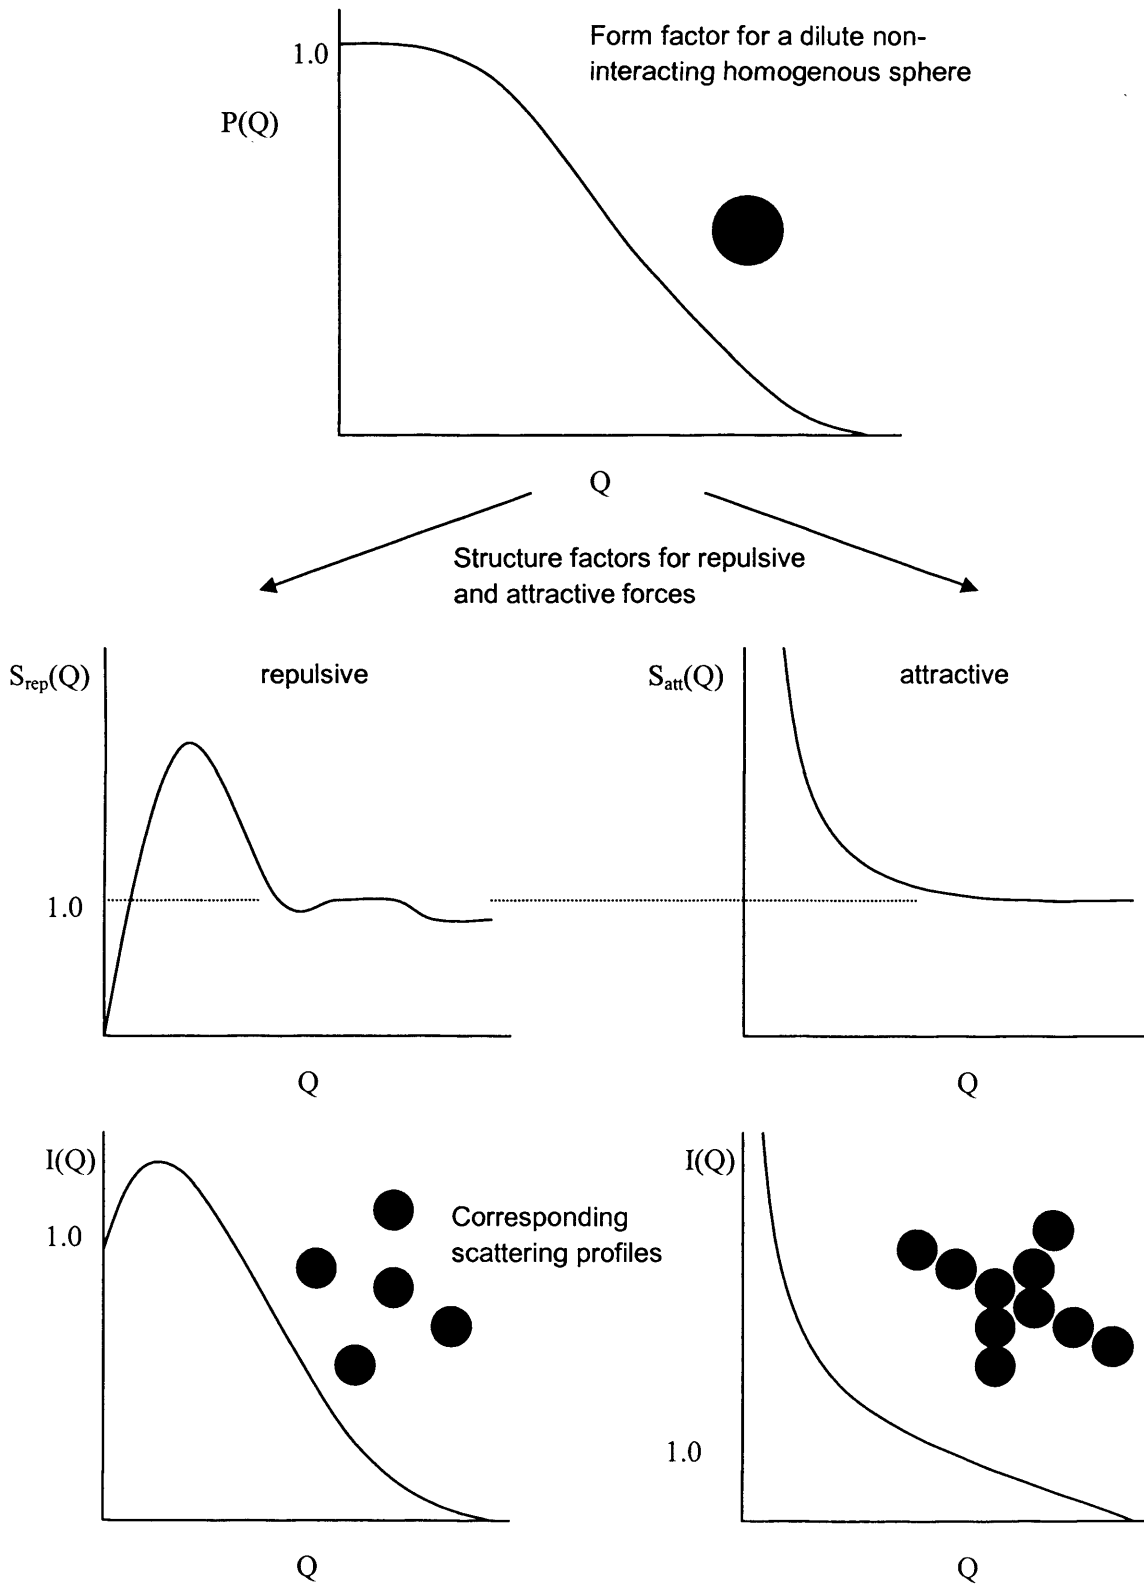 Form factor for a dilute non-
interacting homogenous sphere
1.0
P(Q)
Q
Structure factors for repulsive
and attractive forces
S_rep(Q)
repulsive
1.0
Q
S_att(Q)
attractive
Q
I(Q)
1.0
Corresponding
scattering profiles
Q
I(Q)
1.0
Q